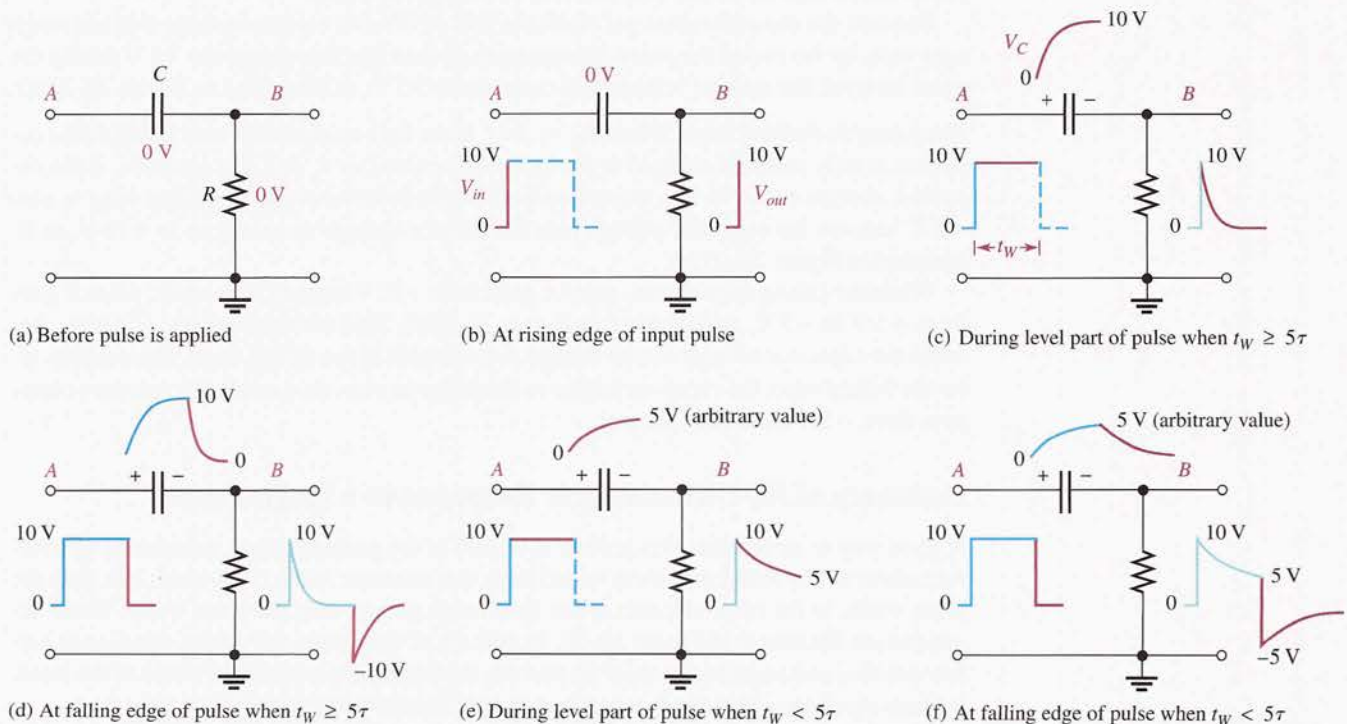 A
C
B
0 V
R
0 V
(a) Before pulse is applied
0 V
A
B
10 V
V_in
0
10 V
V_out
0
(b) At rising edge of input pulse
10 V
V_C
0
A
B
+ −
10 V
0
t_W
10 V
0
(c) During level part of pulse when t_W ≥ 5τ
10 V
0
A
B
+ −
10 V
0
10 V
0
−10 V
(d) At falling edge of pulse when t_W ≥ 5τ
5 V (arbitrary value)
0
A
B
+ −
10 V
0
10 V
5 V
0
(e) During level part of pulse when t_W < 5τ
5 V (arbitrary value)
0
A
B
+ −
10 V
0
10 V
5 V
0
−5 V
(f) At falling edge of pulse when t_W < 5τ